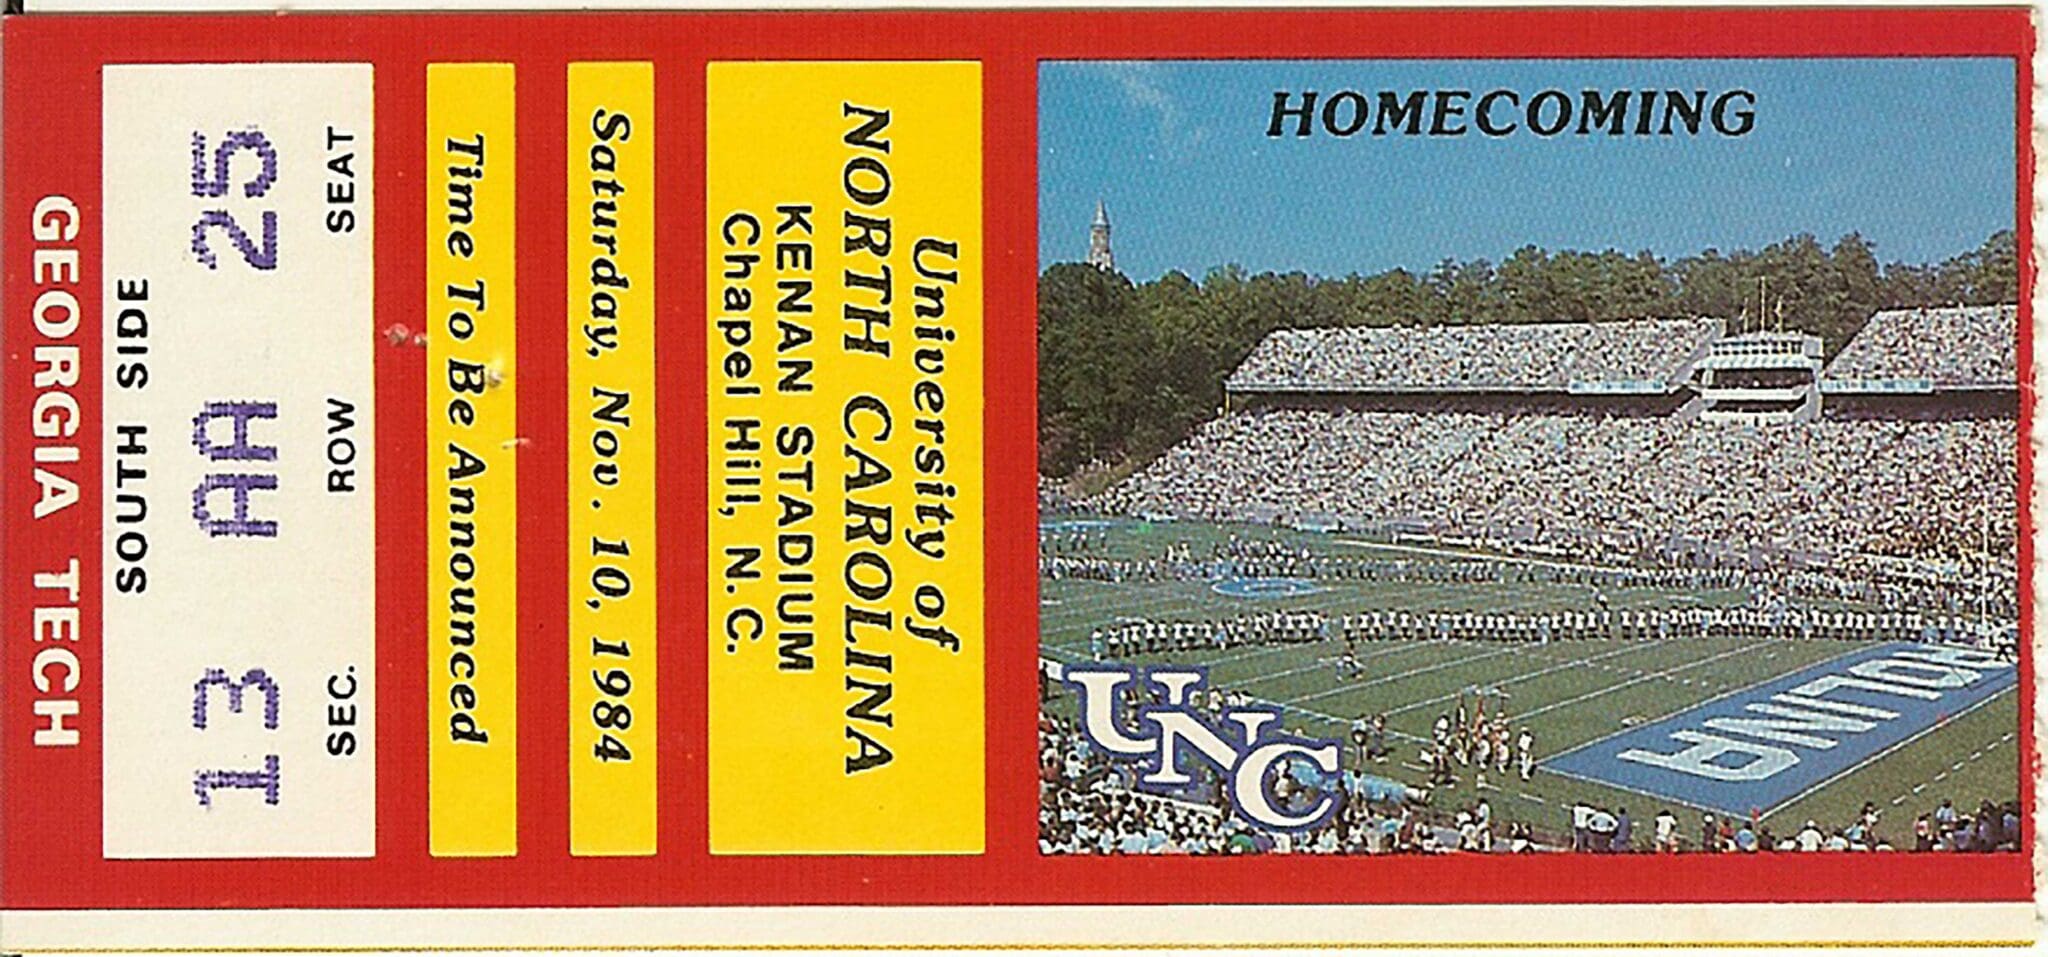 HOMECOMING
UNC
ROLINA
University of
NORTH CAROLINA
KENAN STADIUM
Chapel Hill, N.C.
Saturday, Nov. 10, 1984
Time To Be Announced
SEAT ROW SEC.
25 AA 13
SOUTH SIDE
GEORGIA TECH